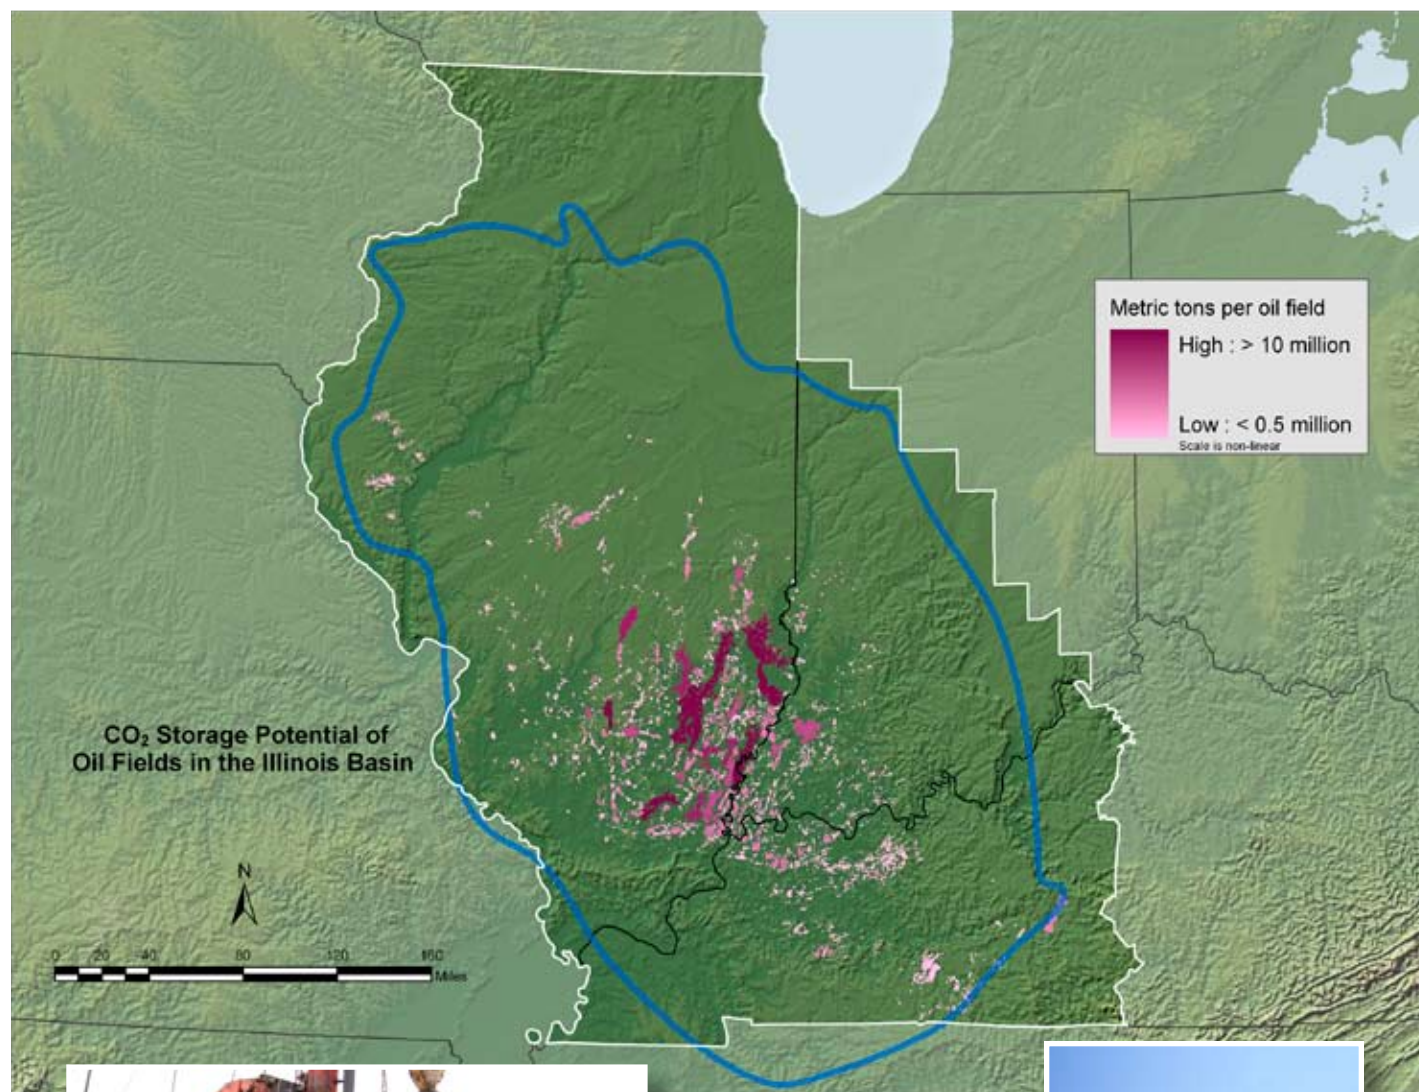 Metric tons per oil field
High : > 10 million
Low : < 0.5 million
Scale is non-linear
CO₂ Storage Potential of
Oil Fields in the Illinois Basin
N
0 20 40 80 120 160
Miles